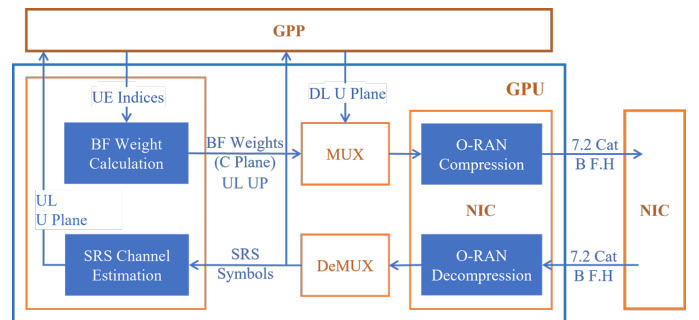 GPP
GPU
UE Indices
DL U Plane
BF Weight
Calculation
BF Weights
(C Plane)
UL UP
MUX
O-RAN
Compression
7.2 Cat
B F.H
NIC
NIC
UL
U Plane
SRS Channel
Estimation
SRS
Symbols
DeMUX
O-RAN
Decompression
7.2 Cat
B F.H